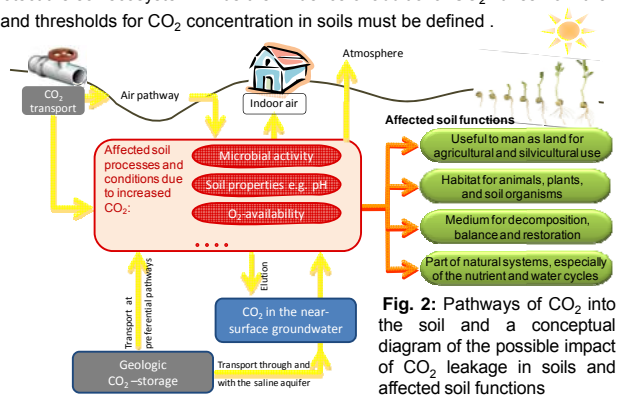 and thresholds for CO₂ concentration in soils must be defined .
Atmosphere
CO₂
transport
Air pathway
Indoor air
Affected soil
processes and
conditions due
to increased
CO₂:
Microbial activity
Soil properties e.g. pH
O₂-availability
....
Affected soil functions
Useful to man as land for
agricultural and silvicultural use
Habitat for animals, plants,
and soil organisms
Medium for decomposition,
balance and restoration
Part of natural systems, especially
of the nutrient and water cycles
Transport at
preferential pathways
Elution
CO₂ in the near-
surface groundwater
Geologic
CO₂–storage
Transport through and
with the saline aquifer
Fig. 2: Pathways of CO₂ into
the soil and a conceptual
diagram of the possible impact
of CO₂ leakage in soils and
affected soil functions